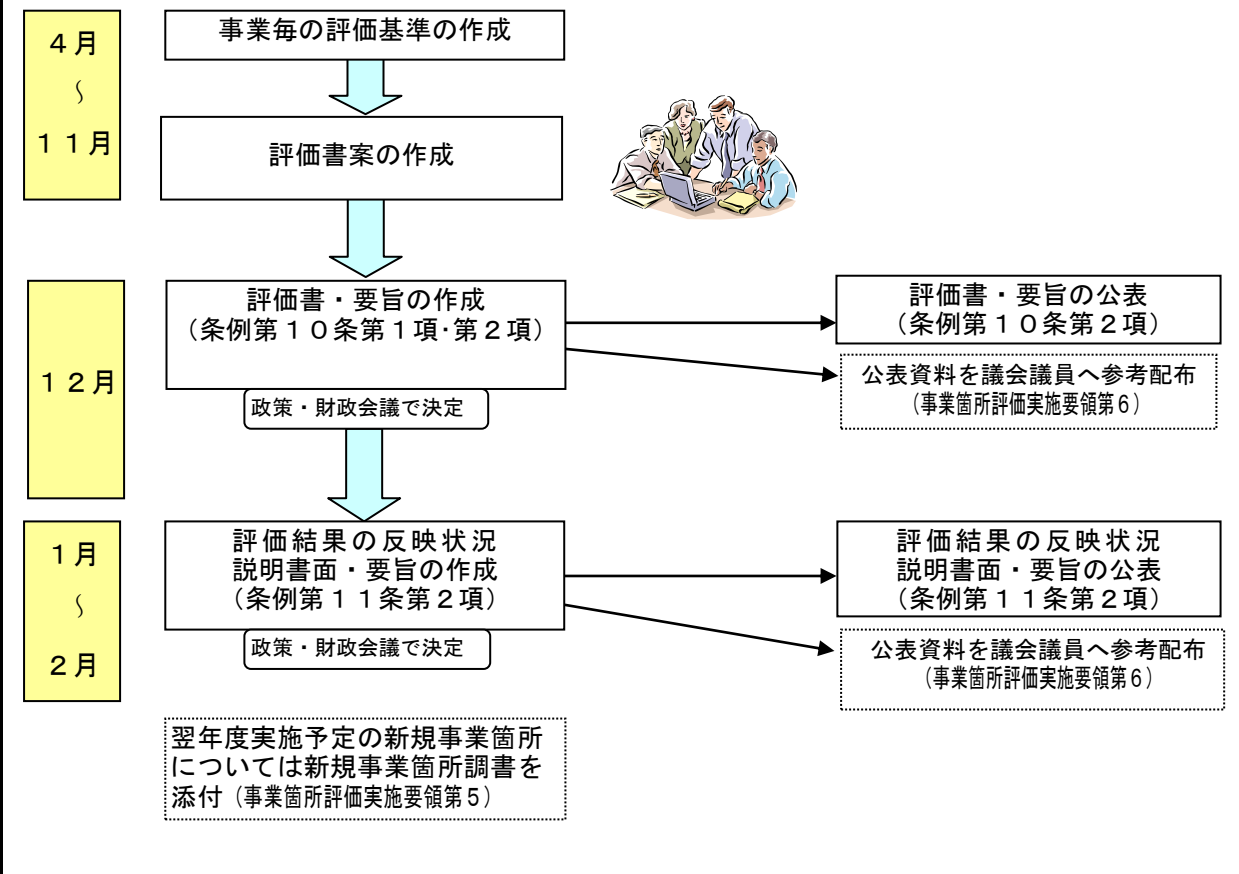 ４月
～
１１月
事業毎の評価基準の作成
評価書案の作成
１２月
評価書・要旨の作成
（条例第１０条第１項･第２項）
政策・財政会議で決定
評価書・要旨の公表
（条例第１０条第２項）
公表資料を議会議員へ参考配布
（事業箇所評価実施要領第６）
１月
～
２月
評価結果の反映状況
説明書面・要旨の作成
（条例第１１条第２項）
政策・財政会議で決定
評価結果の反映状況
説明書面・要旨の公表
（条例第１１条第２項）
公表資料を議会議員へ参考配布
（事業箇所評価実施要領第６）
翌年度実施予定の新規事業箇所
については新規事業箇所調書を
添付（事業箇所評価実施要領第５）